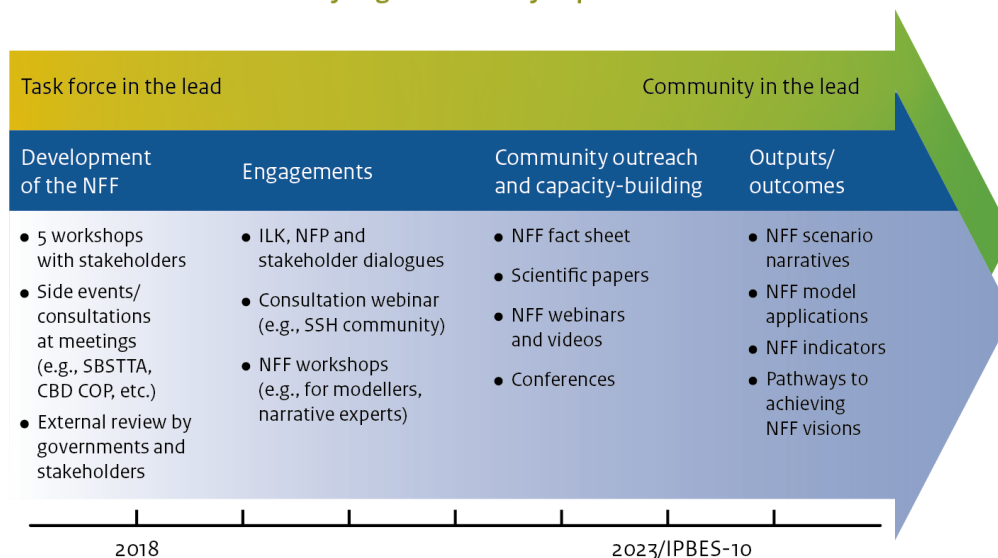 Task force in the lead
Community in the lead
Development
of the NFF
Engagements
Community outreach
and capacity-building
Outputs/
outcomes
• 5 workshops
with stakeholders
• Side events/
consultations
at meetings
(e.g., SBSTTA,
CBD COP, etc.)
• External review by
governments and
stakeholders
• ILK, NFP and
stakeholder dialogues
• Consultation webinar
(e.g., SSH community)
• NFF workshops
(e.g., for modellers,
narrative experts)
• NFF fact sheet
• Scientific papers
• NFF webinars
and videos
• Conferences
• NFF scenario
narratives
• NFF model
applications
• NFF indicators
• Pathways to
achieving
NFF visions
2018
2023/IPBES-10